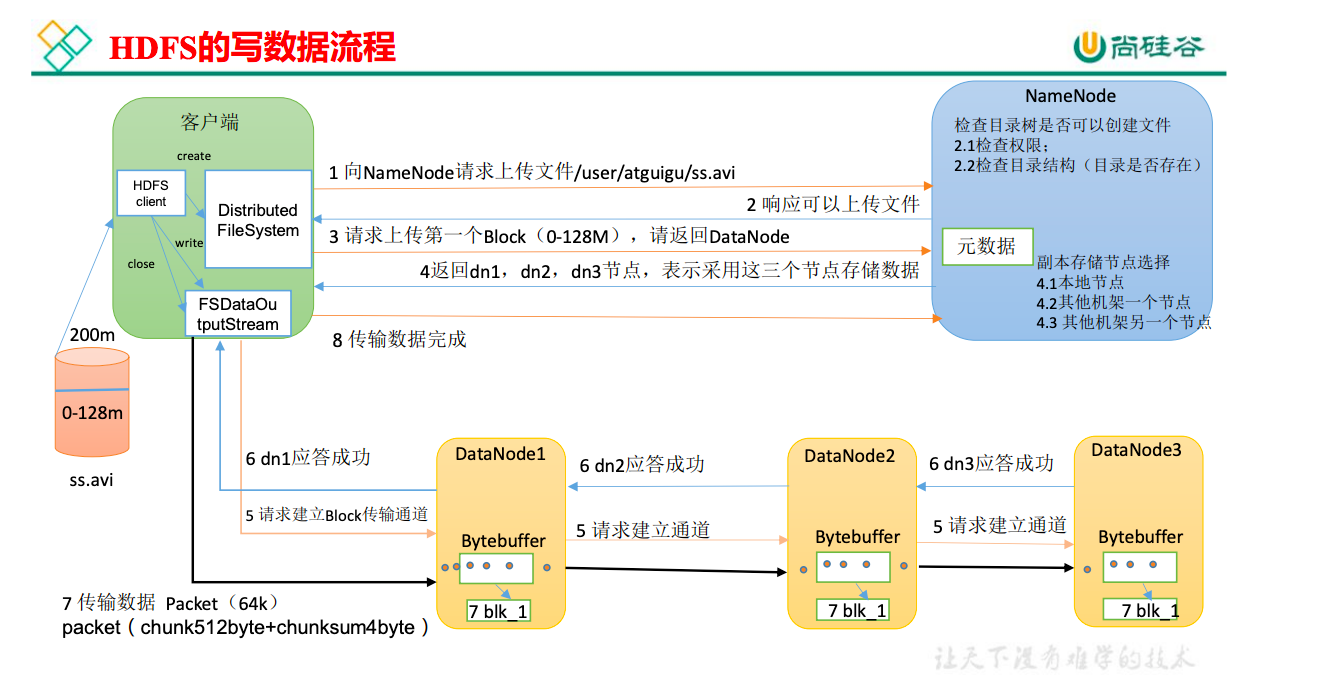 HDFS的写数据流程
尚硅谷
客户端
create
HDFS
client
Distributed
FileSystem
write
close
FSDataOu
tputStream
1 向NameNode请求上传文件/user/atguigu/ss.avi
2 响应可以上传文件
3 请求上传第一个Block（0-128M），请返回DataNode
4返回dn1，dn2，dn3节点，表示采用这三个节点存储数据
8 传输数据完成
NameNode
检查目录树是否可以创建文件
2.1检查权限；
2.2检查目录结构（目录是否存在）
元数据
副本存储节点选择
4.1本地节点
4.2其他机架一个节点
4.3 其他机架另一个节点
200m
0-128m
ss.avi
6 dn1应答成功
5 请求建立Block传输通道
DataNode1
Bytebuffer
7 blk_1
6 dn2应答成功
5 请求建立通道
DataNode2
Bytebuffer
7 blk_1
6 dn3应答成功
5 请求建立通道
DataNode3
Bytebuffer
7 blk_1
7 传输数据 Packet（64k）
packet（chunk512byte+chunksum4byte）
让天下没有难学的技术